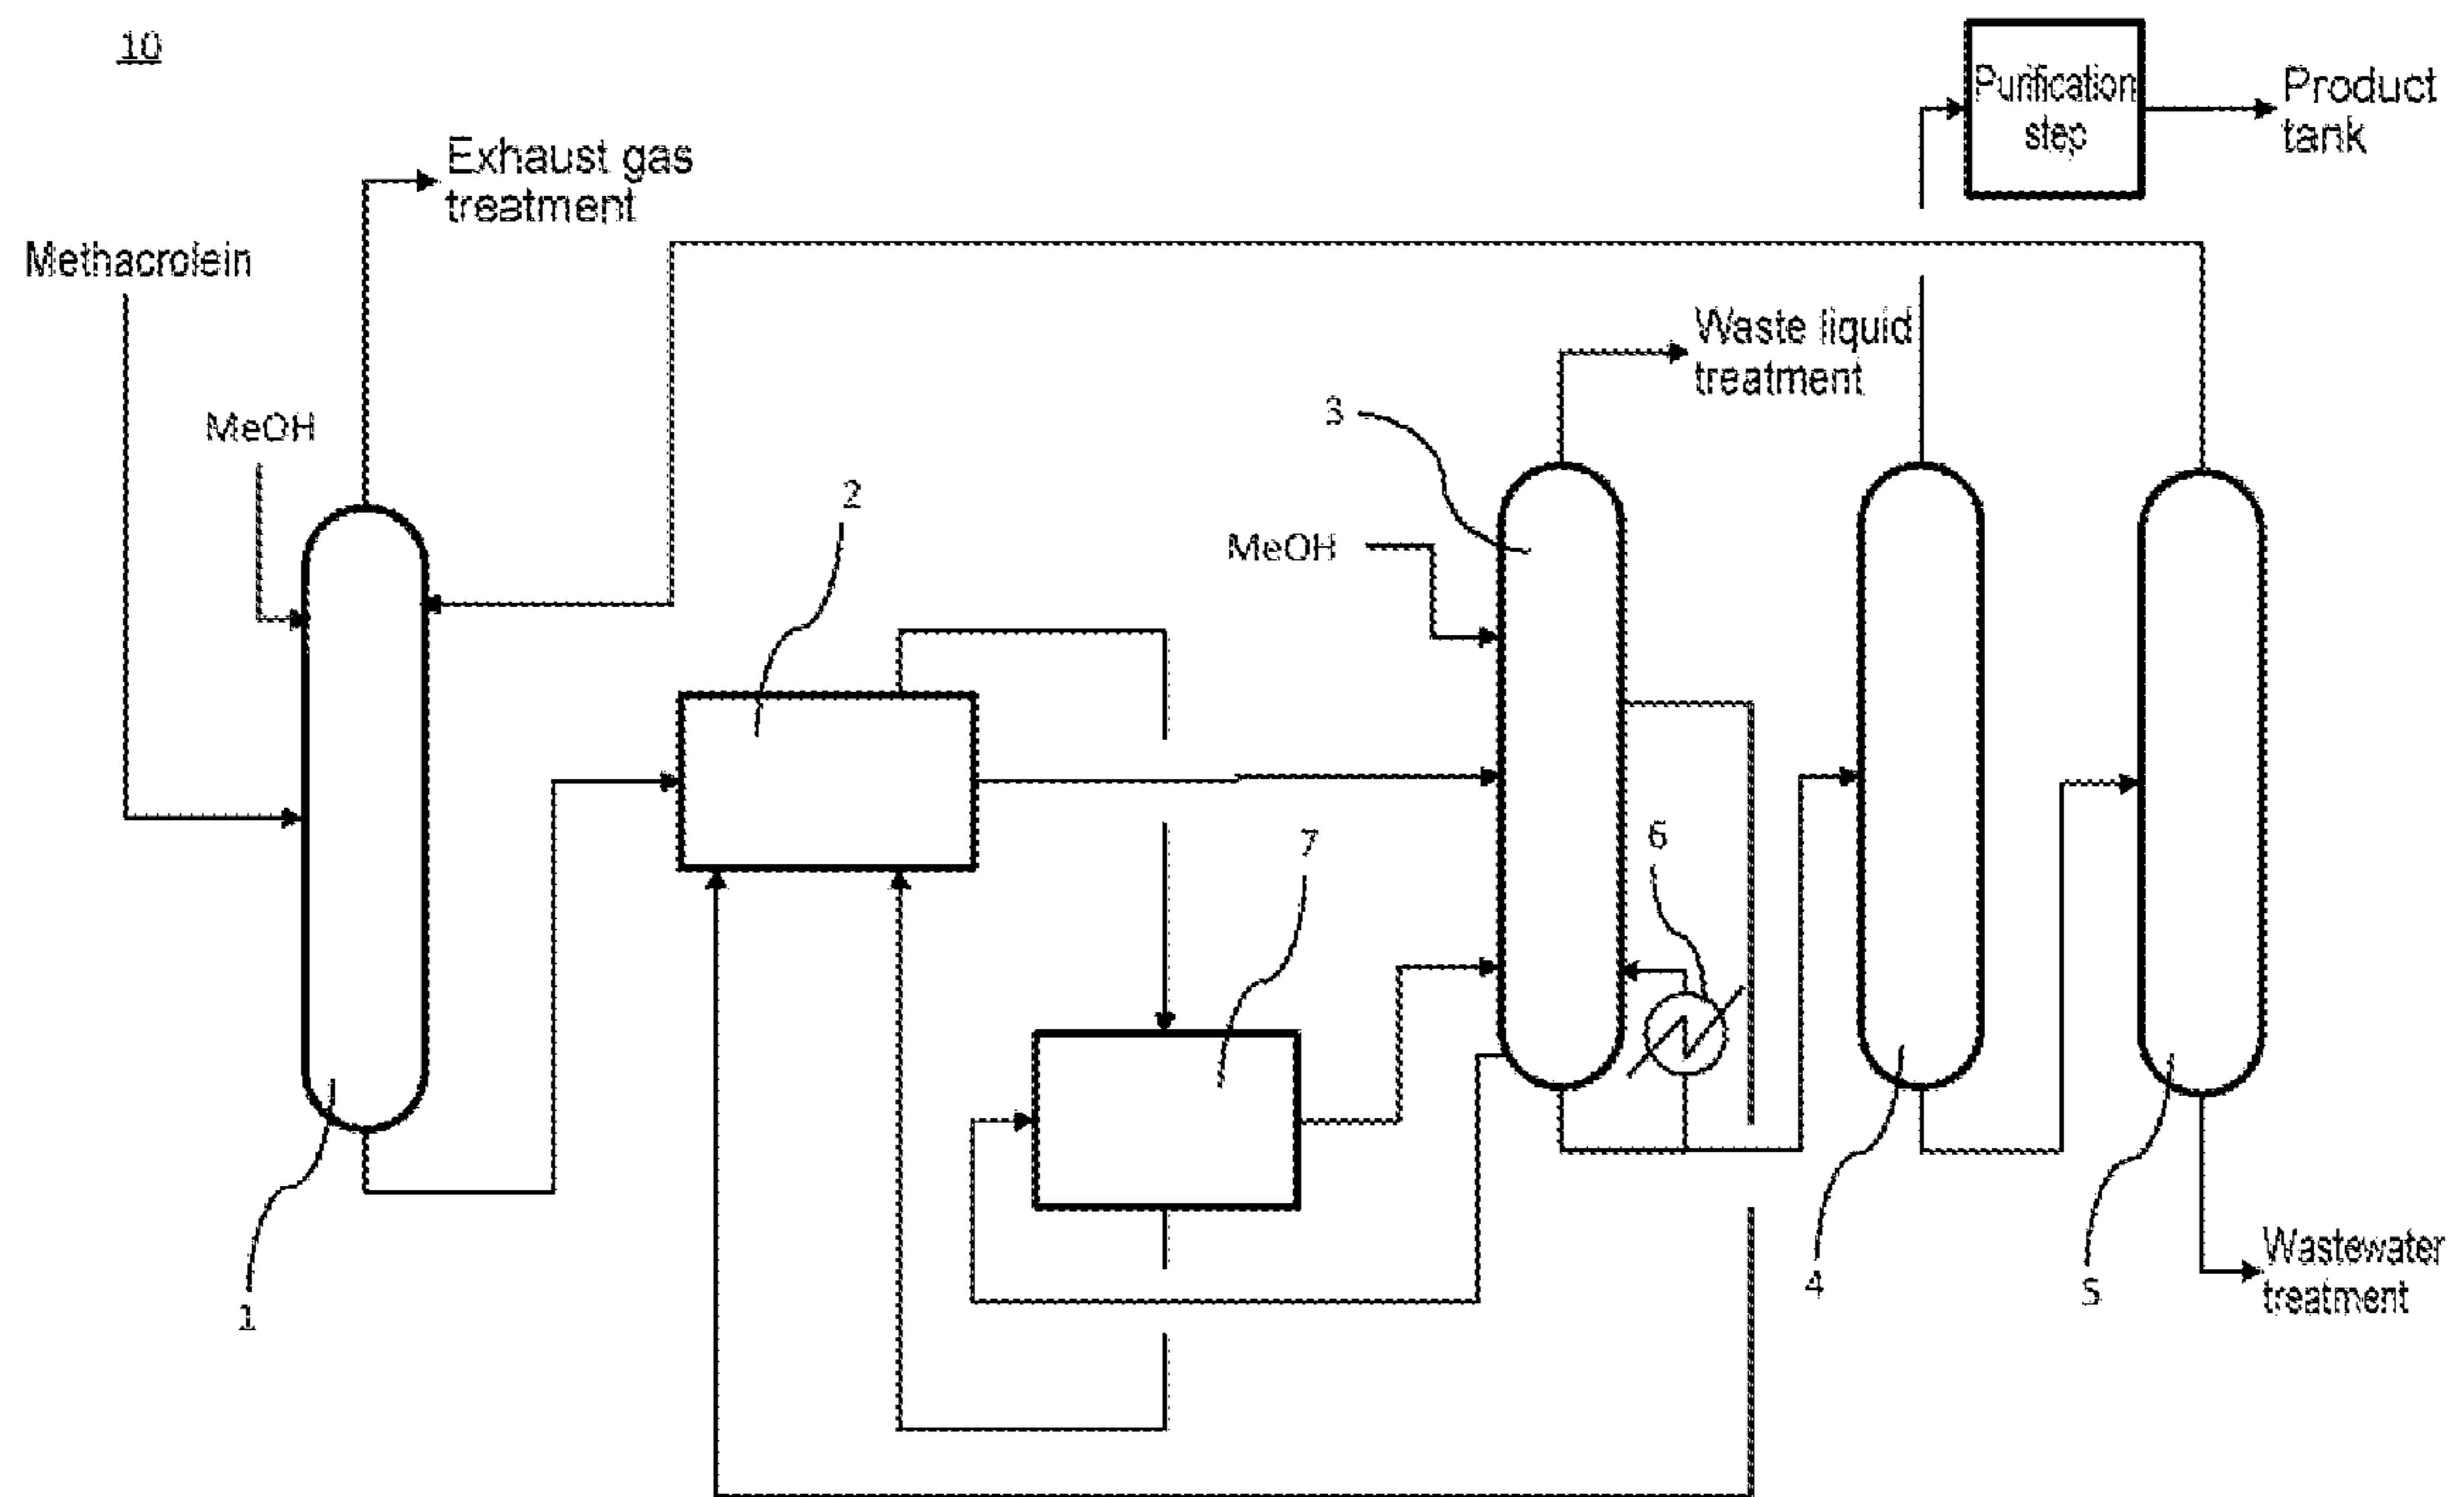 10
Purification
step
Product
tank
Exhaust gas
treatment
Methacrolein
Waste liquid
treatment
3
MeOH
2
MeOH
6
7
Wastewater
treatment
4
5
1